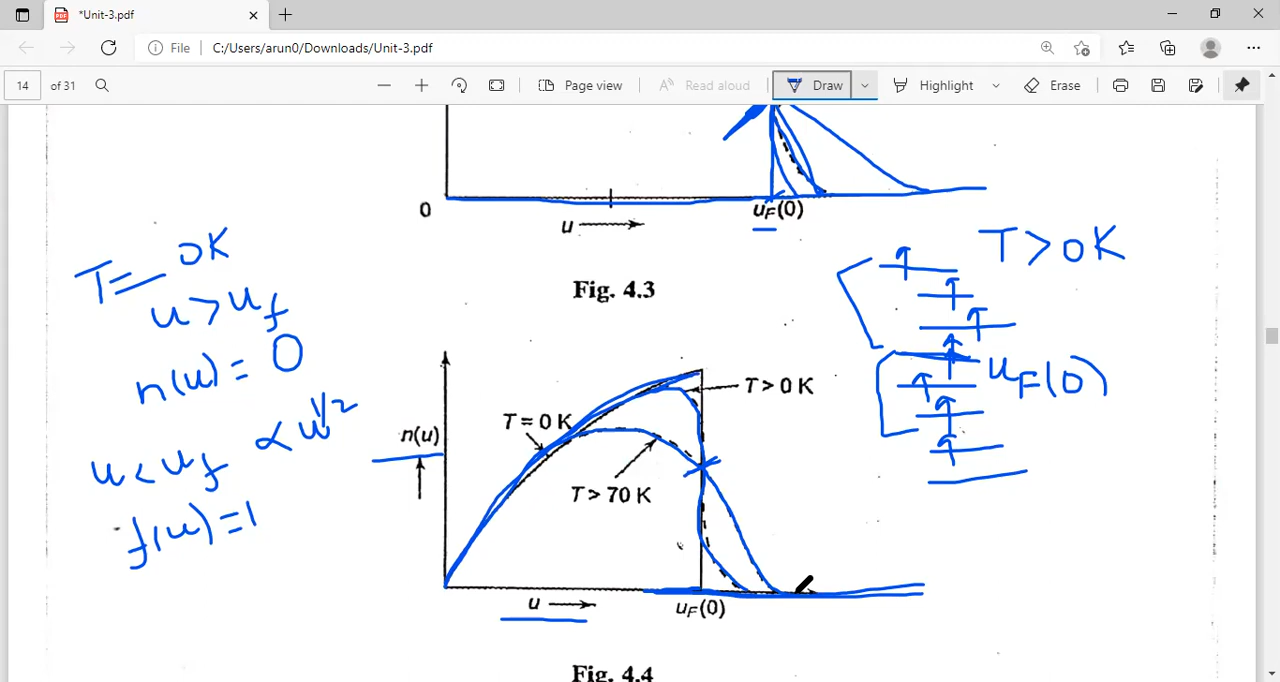 *Unit-3.pdf
File
C:/Users/arun0/Downloads/Unit-3.pdf
14 of 31
Page view
Read aloud
Draw
Highlight
Erase
0
u
uF(0)
Fig. 4.3
T = 0K
u > uf
n(u) = 0
∝ u^1/2
u < uf
f(u) = 1
T > 0K
uF(0)
T > 0 K
T = 0 K
n(u)
T > 70 K
u
uF(0)
Fig. 4.4